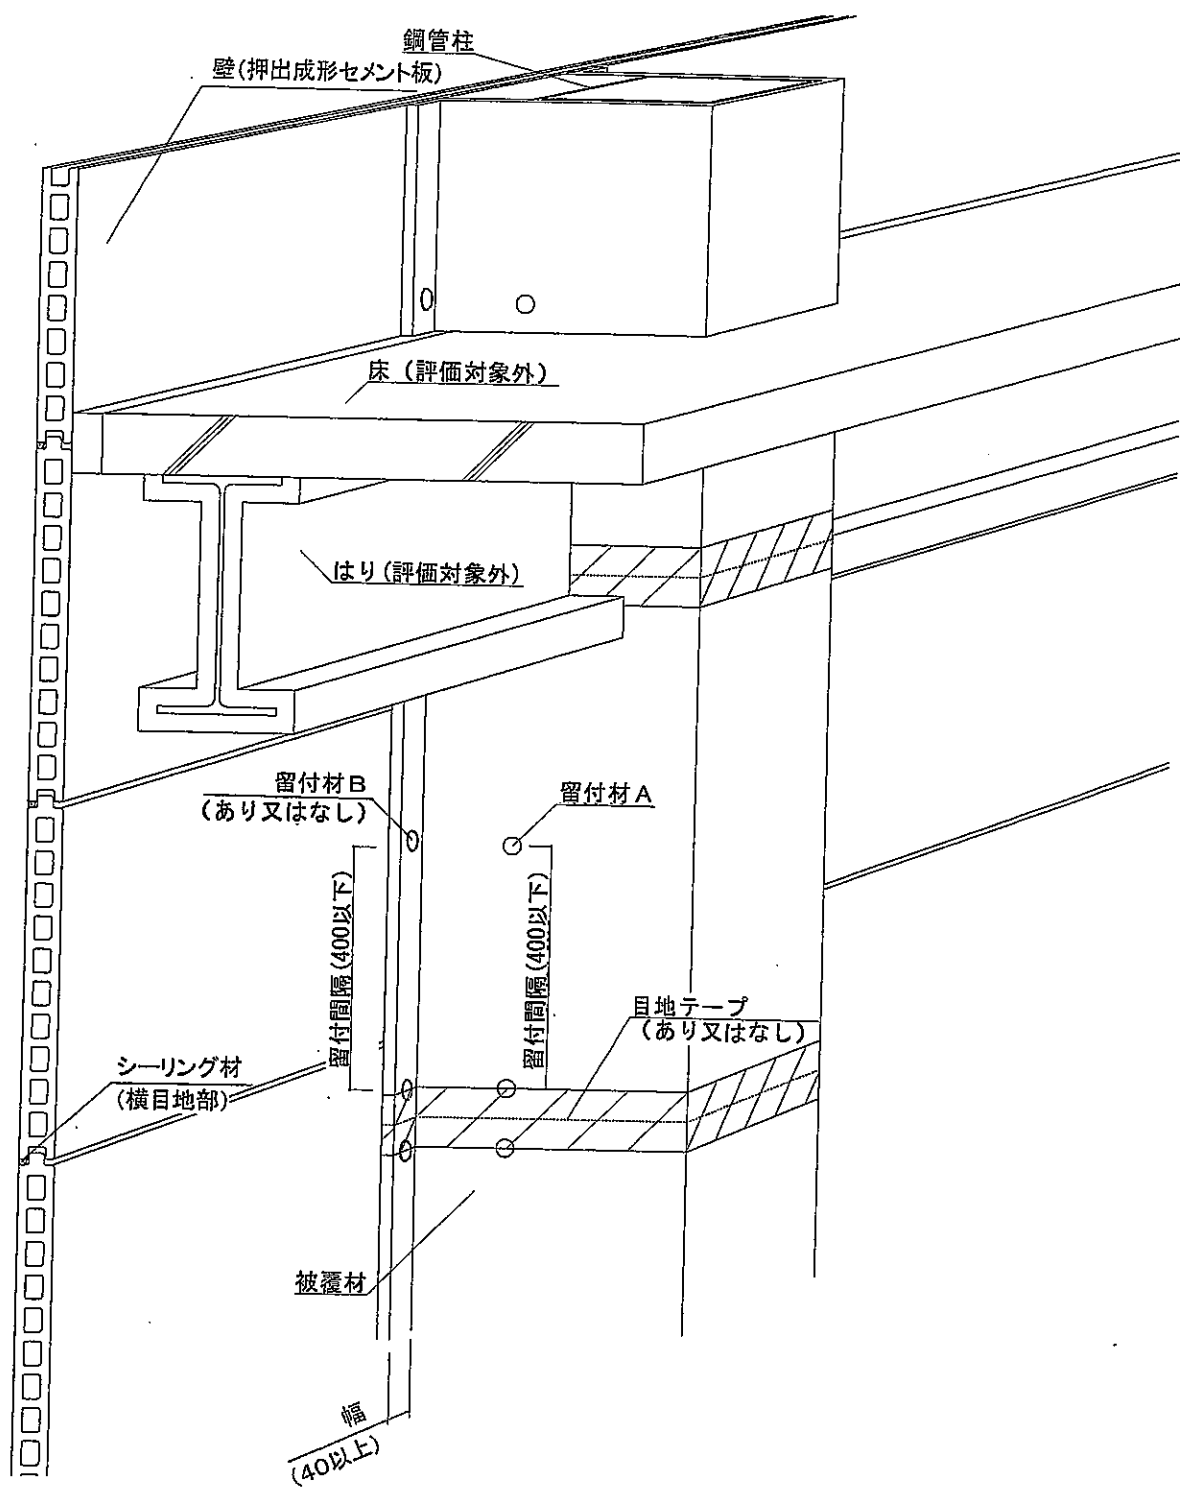 鋼管柱
壁(押出成形セメント板)
床（評価対象外）
はり(評価対象外)
留付材B
(あり又はなし)
留付材A
留付間隔(400以下)
留付間隔(400以下)
目地テープ
(あり又はなし)
シーリング材
(横目地部)
被覆材
幅
(40以上)